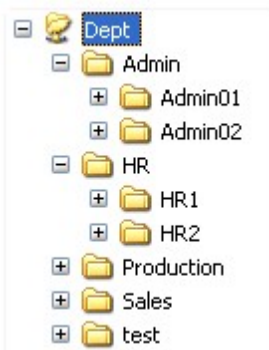 Dept
Admin
Admin01
Admin02
HR
HR1
HR2
Production
Sales
test